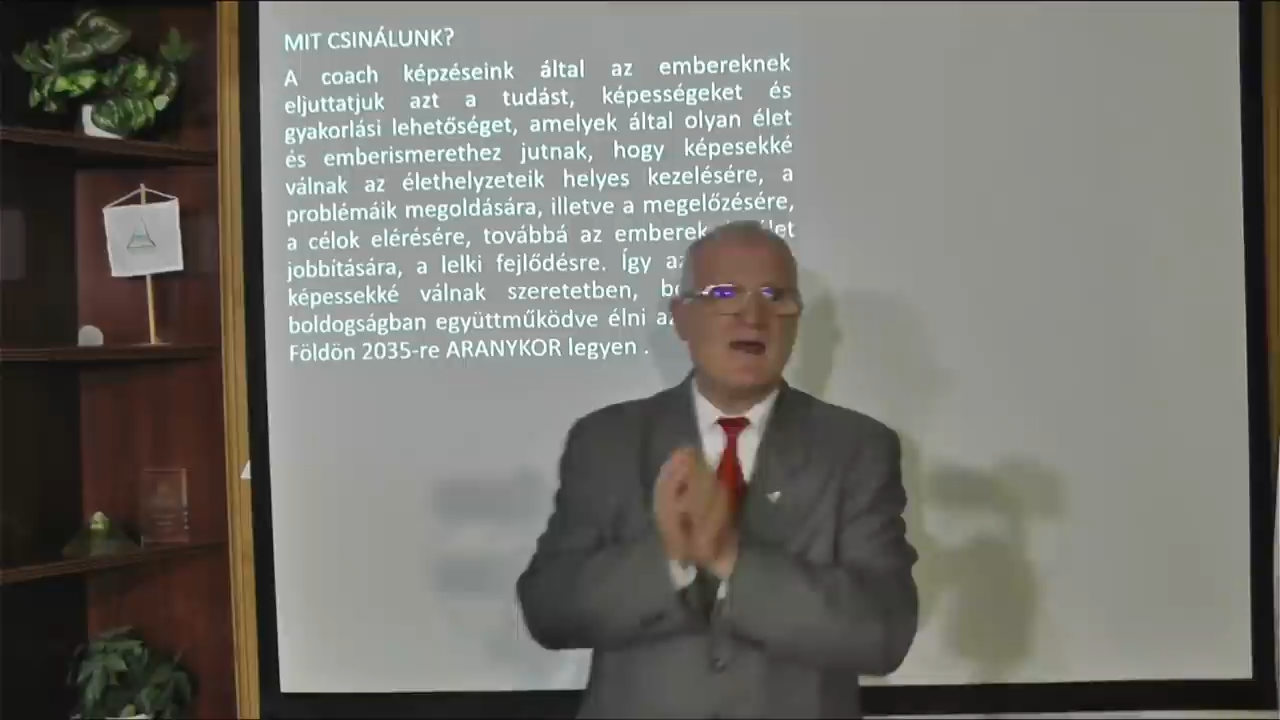 MIT CSINÁLUNK?
A coach képzéseink által az embereknek
eljuttatjuk azt a tudást, képességeket és
gyakorlási lehetőséget, amelyek által olyan élet
és emberismerethez jutnak, hogy képesekké
válnak az élethelyzeteik helyes kezelésére, a
problémáik megoldására, illetve a megelőzésére,
a célok elérésére, továbbá az emberek
jobbítására, a lelki fejlődésre. Így
képessekké válnak szeretetben,
boldogságban együttműködve élni
Földön 2035-re ARANYKOR legyen .